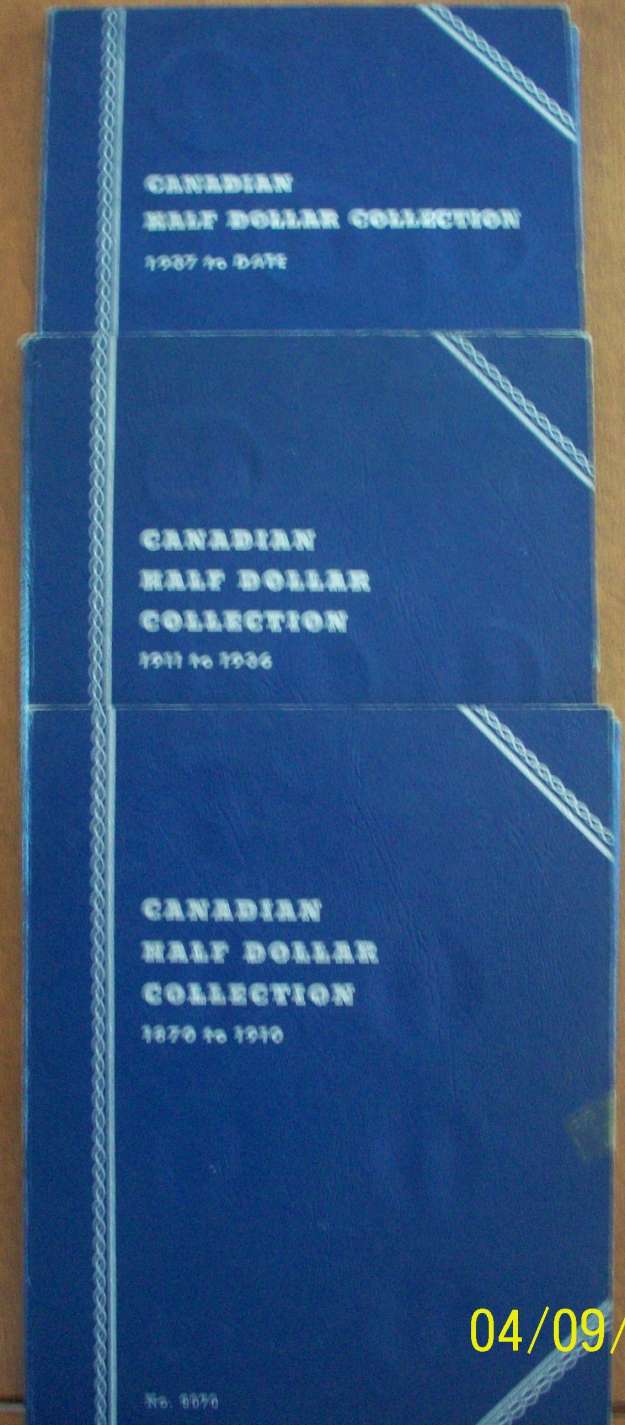 CANADIAN
HALF DOLLAR COLLECTION
1937 to DATE
CANADIAN
HALF DOLLAR
COLLECTION
1911 to 1936
CANADIAN
HALF DOLLAR
COLLECTION
1870 to 1910
04/09/
No.